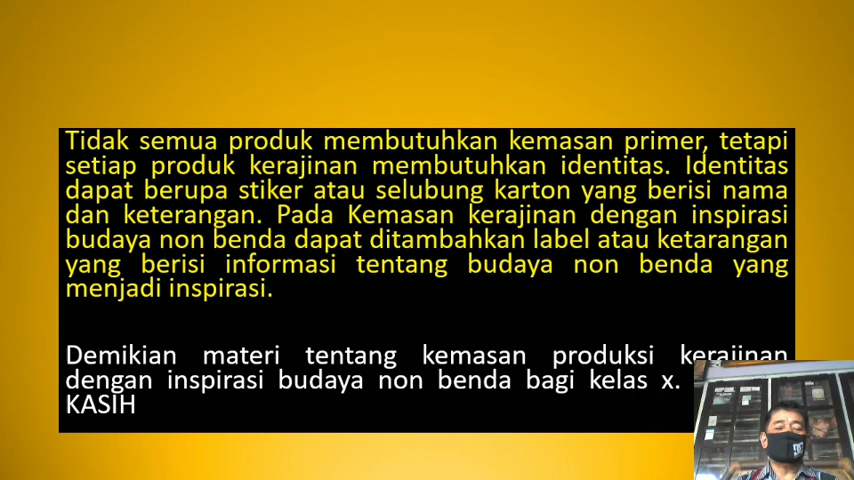 Tidak semua produk membutuhkan kemasan primer, tetapi
setiap produk kerajinan membutuhkan identitas. Identitas
dapat berupa stiker atau selubung karton yang berisi nama
dan keterangan. Pada Kemasan kerajinan dengan inspirasi
budaya non benda dapat ditambahkan label atau ketarangan
yang berisi informasi tentang budaya non benda yang
menjadi inspirasi.
Demikian materi tentang kemasan produksi kerajinan
dengan inspirasi budaya non benda bagi kelas x.
KASIH